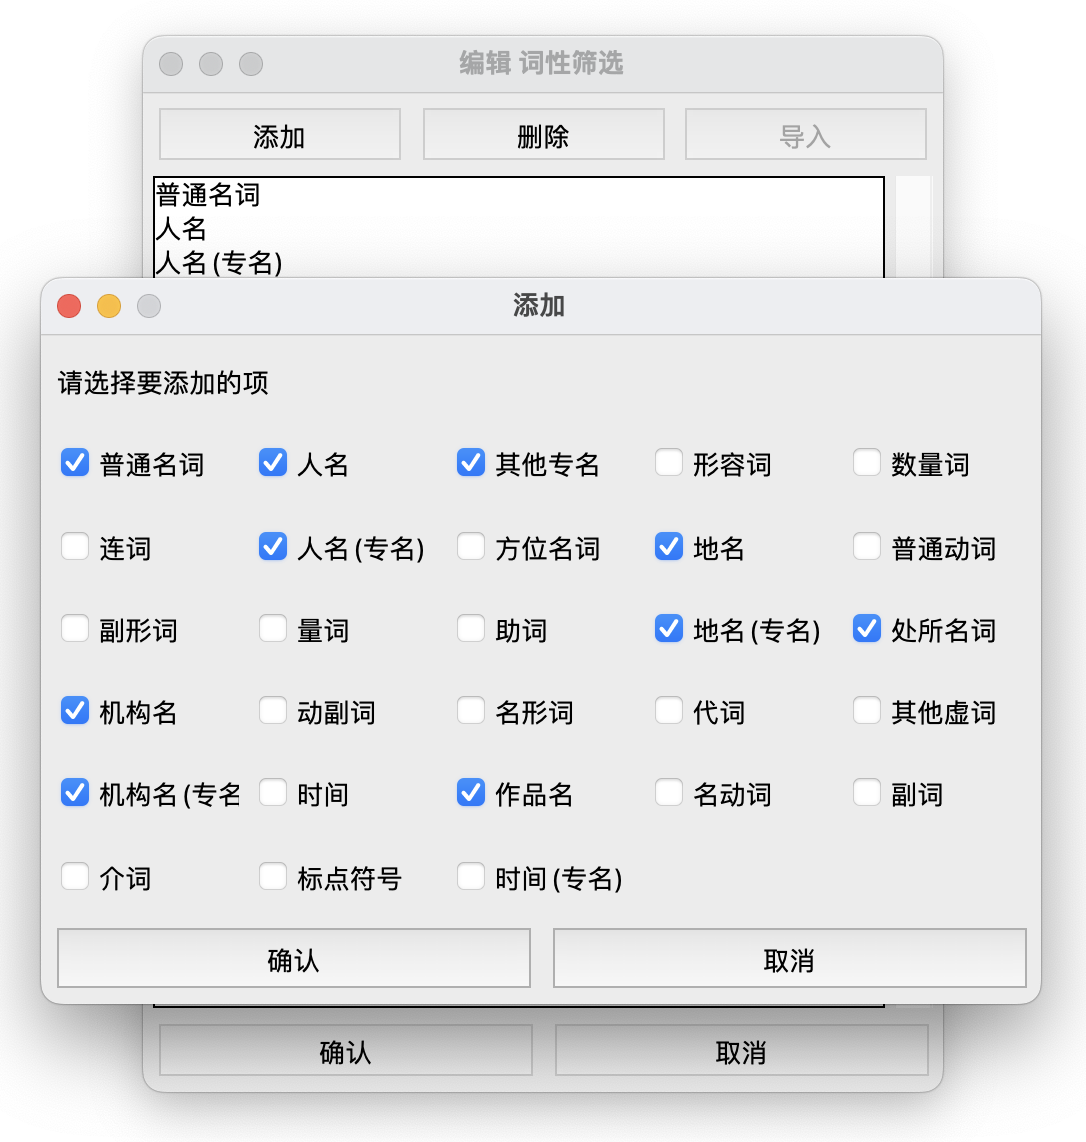 编辑 词性筛选
添加 删除 导入
普通名词
人名
人名(专名)
添加
请选择要添加的项
普通名词 人名 其他专名 形容词 数量词
连词 人名(专名) 方位名词 地名 普通动词
副形词 量词 助词 地名(专名) 处所名词
机构名 动副词 名形词 代词 其他虚词
机构名(专名 时间 作品名 名动词 副词
介词 标点符号 时间(专名)
确认 取消
确认 取消